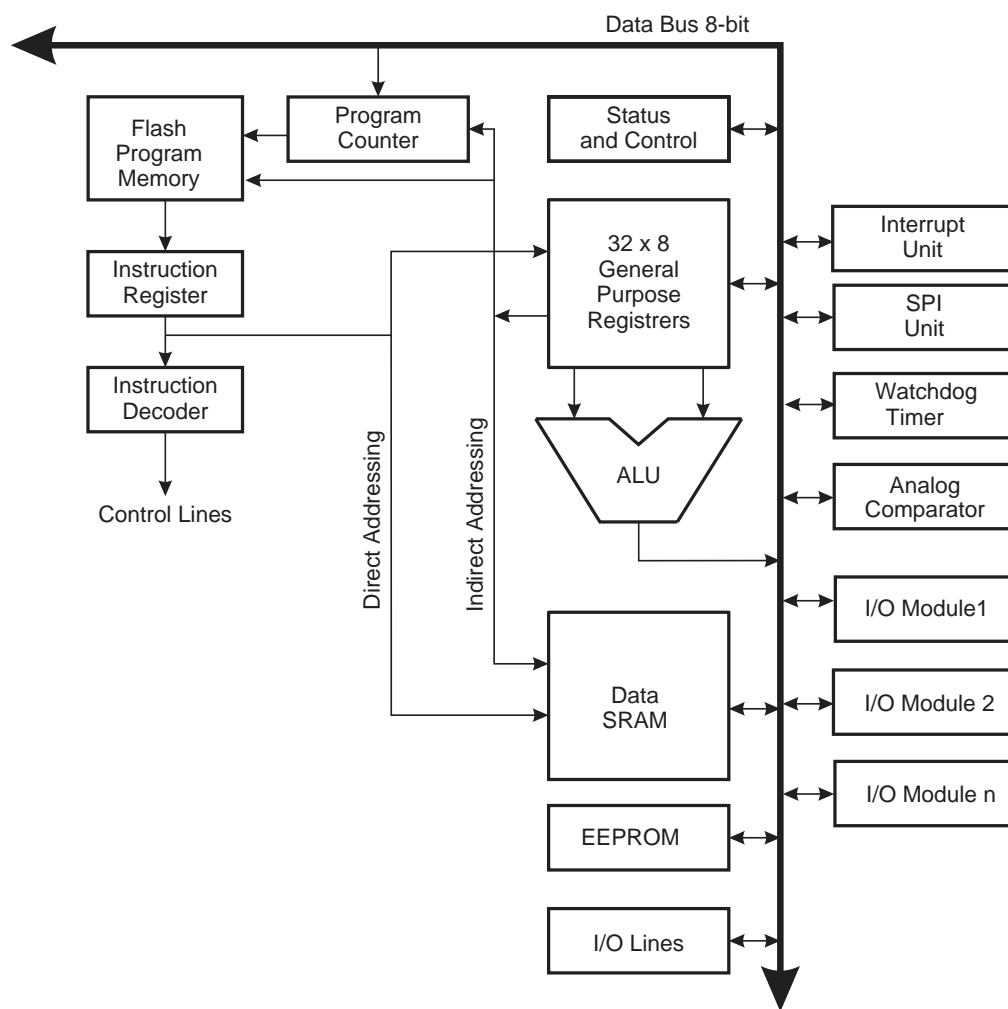 Data Bus 8-bit
Flash
Program
Memory
Program
Counter
Status
and Control
Interrupt
Unit
32 x 8
General
Purpose
Registrers
Instruction
Register
SPI
Unit
Instruction
Decoder
Watchdog
Timer
ALU
Analog
Comparator
Control Lines
Direct Addressing
Indirect Addressing
I/O Module1
Data
SRAM
I/O Module 2
I/O Module n
EEPROM
I/O Lines